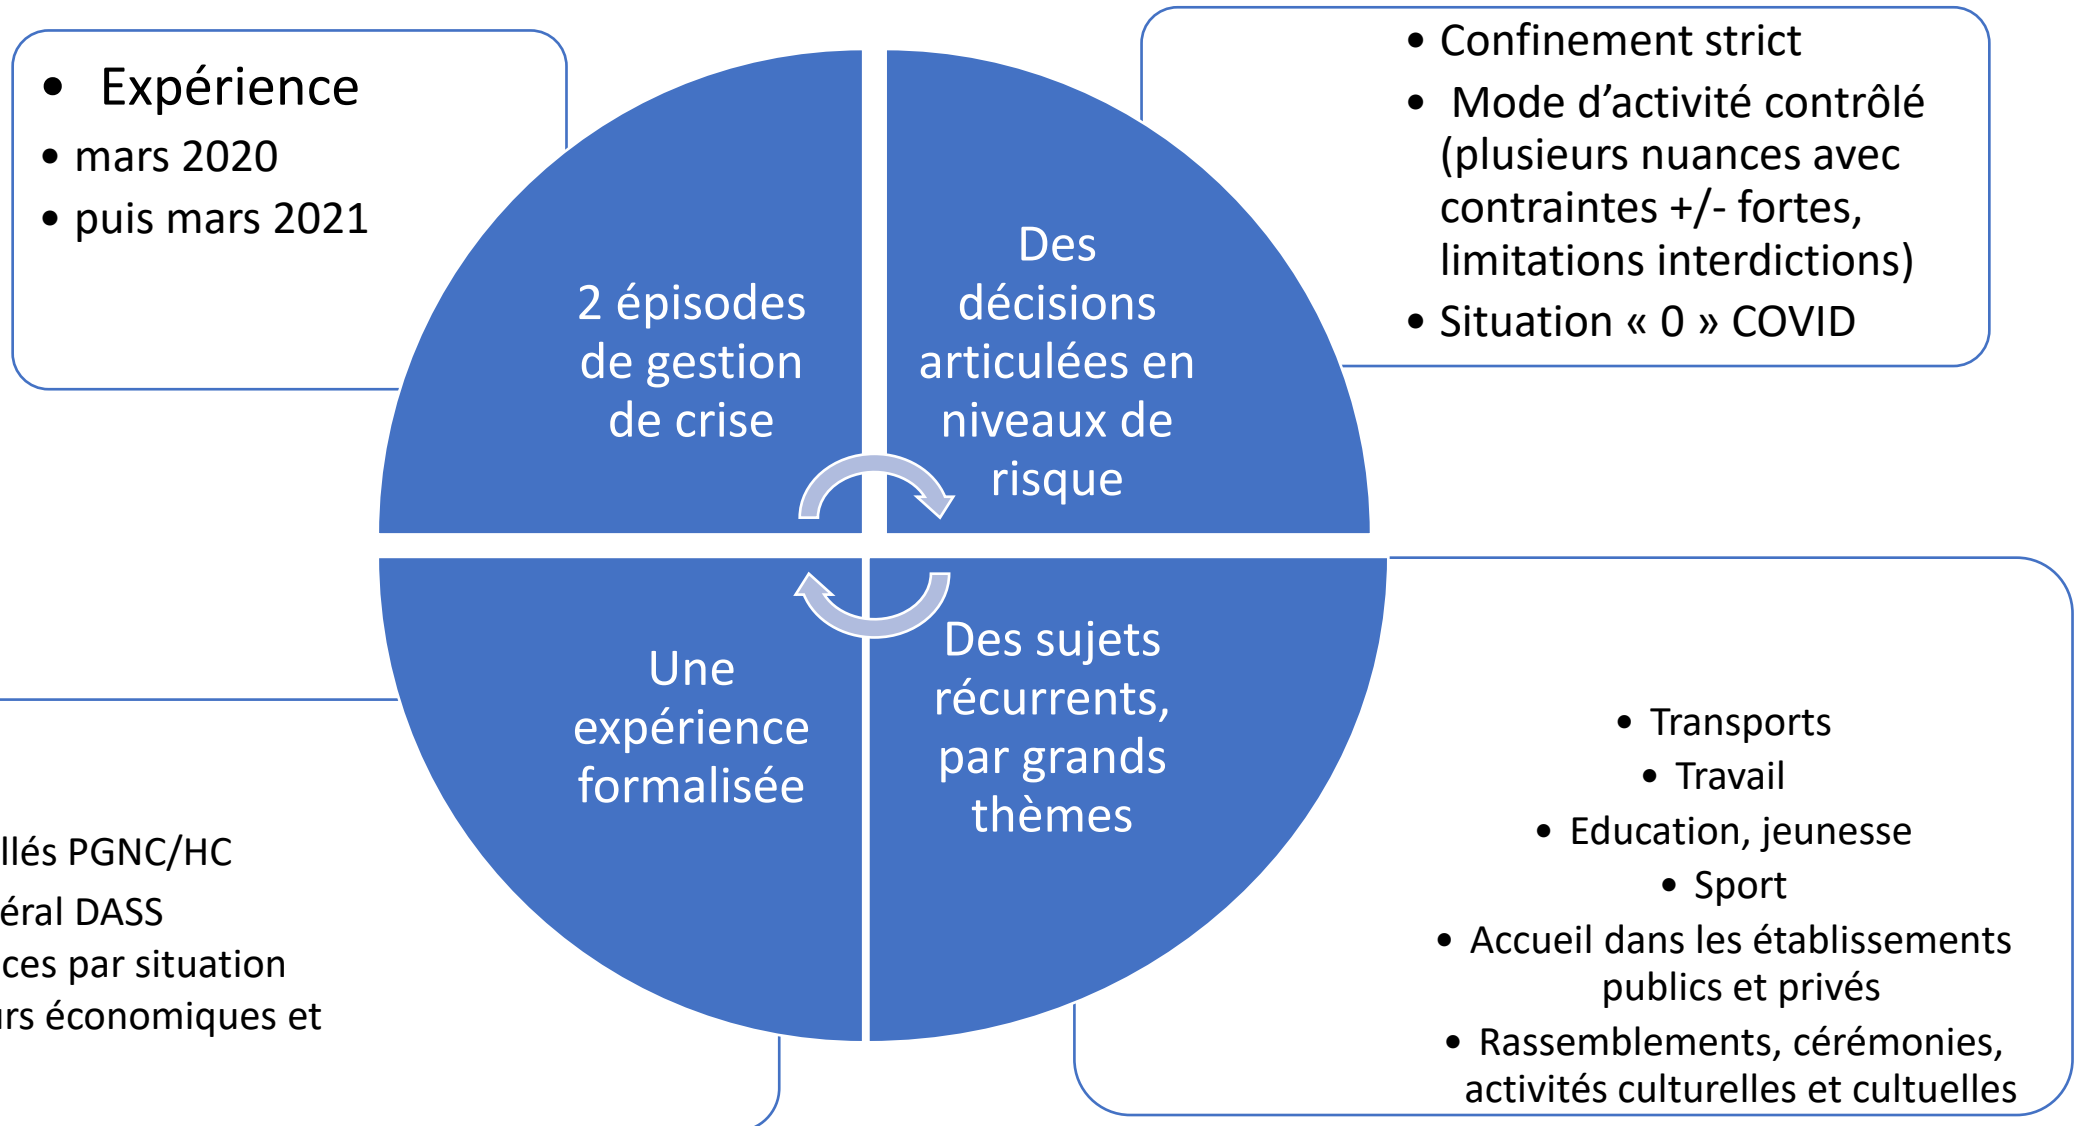 • Expérience
• mars 2020
• puis mars 2021
2 épisodes
de gestion
de crise
Des
décisions
articulées en
niveaux de
risque
• Confinement strict
• Mode d’activité contrôlé
(plusieurs nuances avec
contraintes +/- fortes,
limitations interdictions)
• Situation « 0 » COVID
Une
expérience
formalisée
llés PGNC/HC
éral DASS
ces par situation
urs économiques et
Des sujets
récurrents,
par grands
thèmes
• Transports
• Travail
• Education, jeunesse
• Sport
• Accueil dans les établissements
publics et privés
• Rassemblements, cérémonies,
activités culturelles et cultuelles